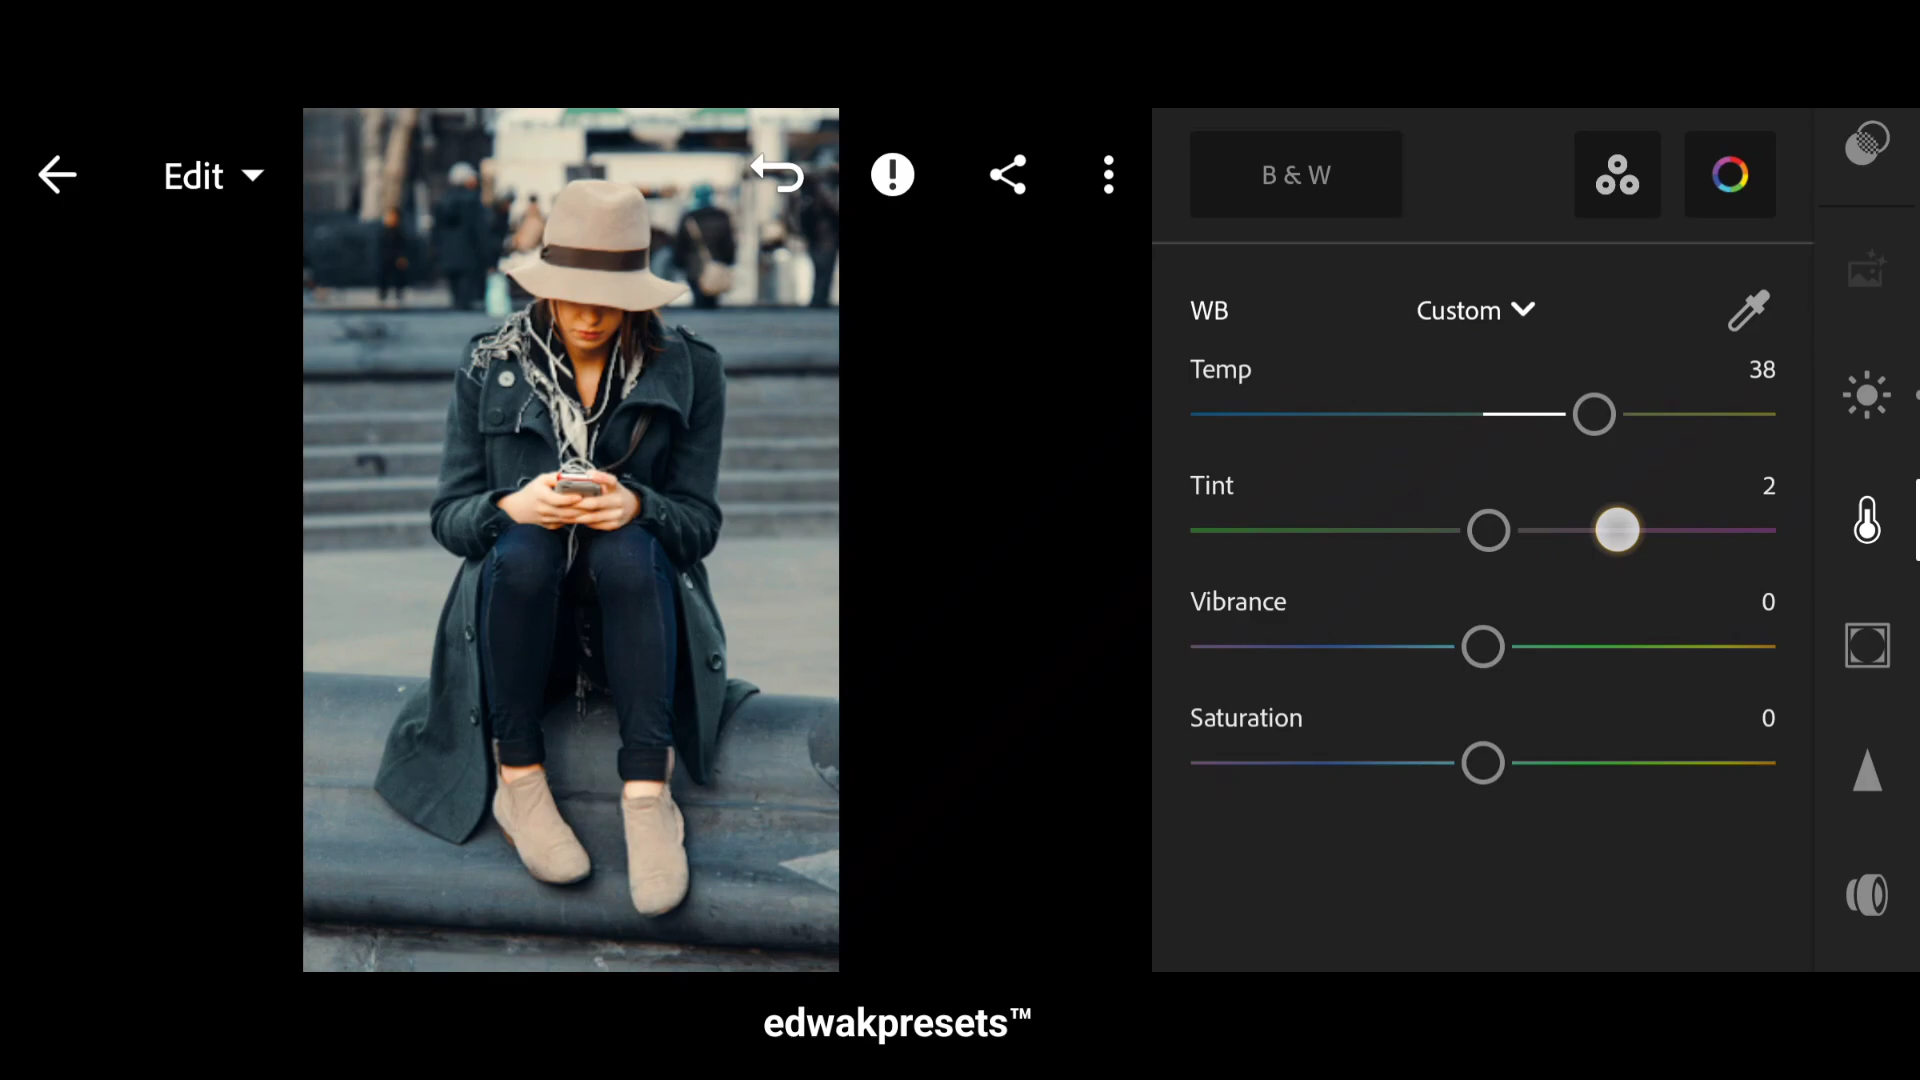 Edit
B & W
WB Custom
Temp 38
Tint 2
Vibrance 0
Saturation 0
edwakpresets™